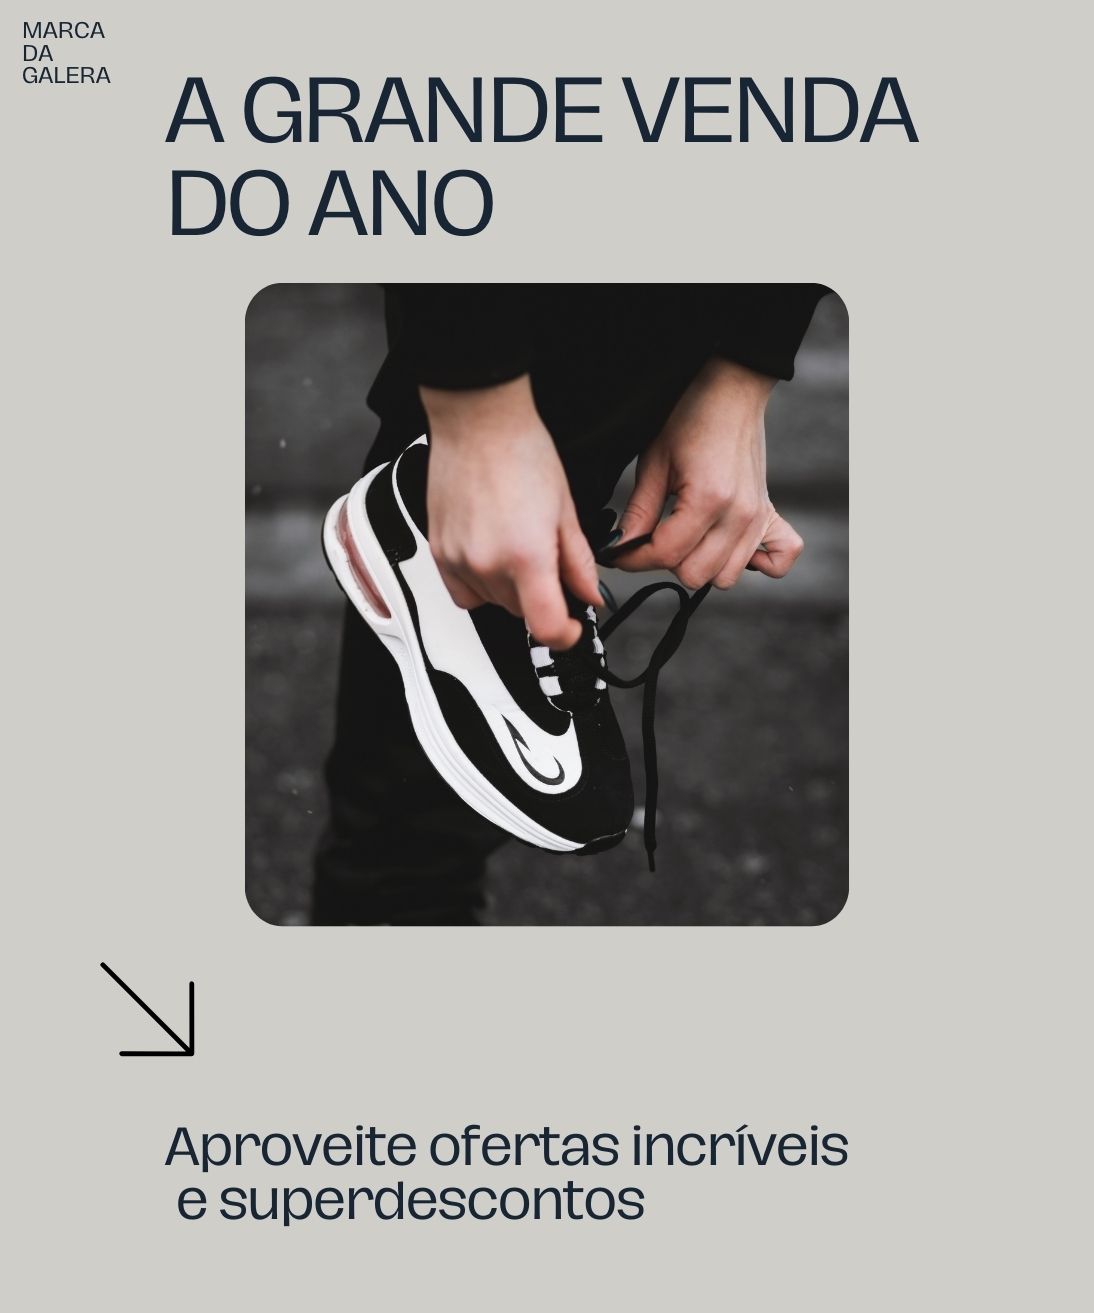 MARCA
DA
GALERA
A GRANDE VENDA
DO ANO
Aproveite ofertas incríveis
e superdescontos